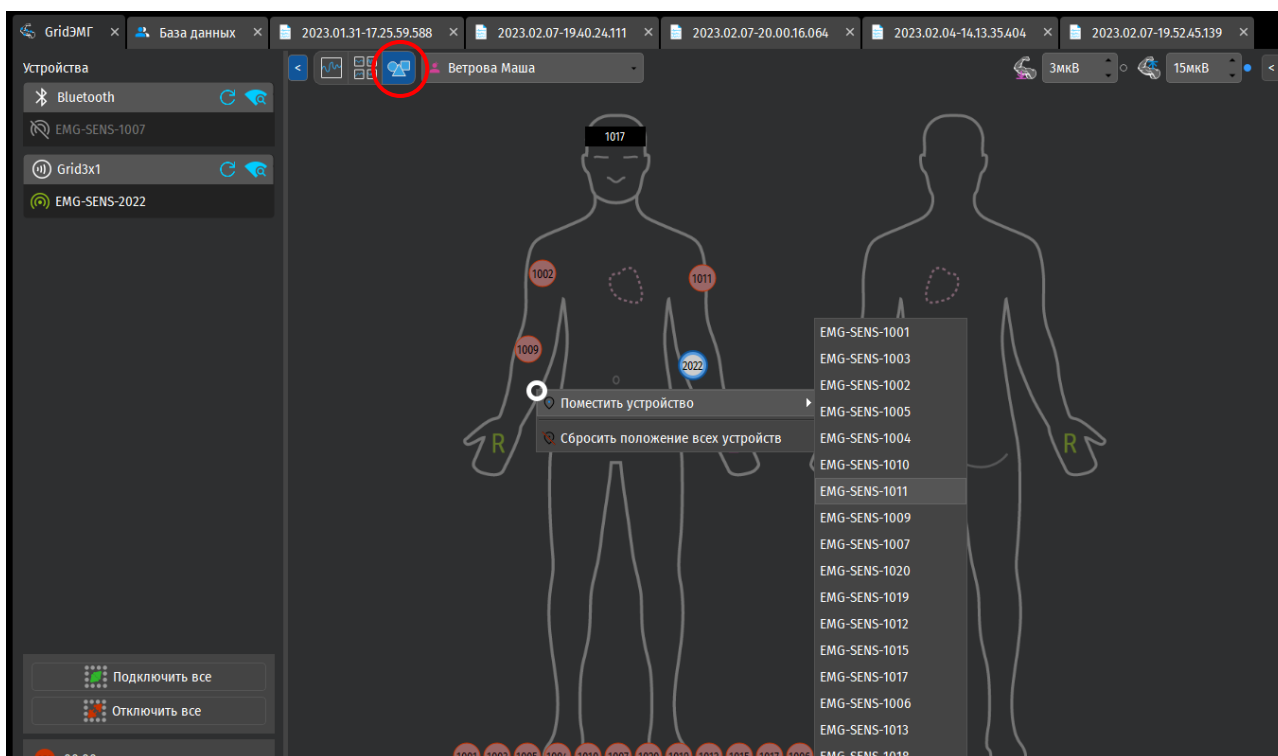 GridЭМГ × База данных × 2023.01.31-17.25.59.588 × 2023.02.07-19.40.24.111 × 2023.02.07-20.00.16.064 × 2023.02.04-14.13.35.404 × 2023.02.07-19.52.45.139 ×
Устройства
< Ветрова Маша 3мкВ 15мкВ <
Bluetooth
EMG-SENS-1007
Grid3x1
EMG-SENS-2022
1017
1002
1011
1009
2022
R
R
Поместить устройство
Сбросить положение всех устройств
EMG-SENS-1001
EMG-SENS-1003
EMG-SENS-1002
EMG-SENS-1005
EMG-SENS-1004
EMG-SENS-1010
EMG-SENS-1011
EMG-SENS-1009
EMG-SENS-1007
EMG-SENS-1020
EMG-SENS-1019
EMG-SENS-1012
EMG-SENS-1015
EMG-SENS-1017
EMG-SENS-1006
EMG-SENS-1013
EMG-SENS-1018
Подключить все
Отключить все